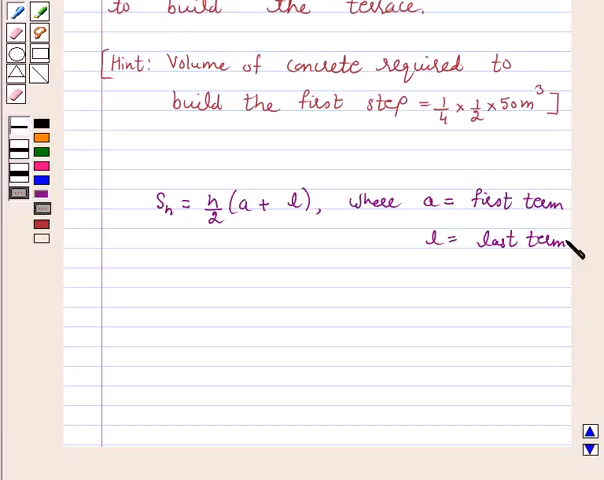 to build the terrace.
[Hint: Volume of concrete required to
build the first step = 1/4 × 1/2 × 50 m³]
Sn = n/2 (a + l), where a = first term
l = last term